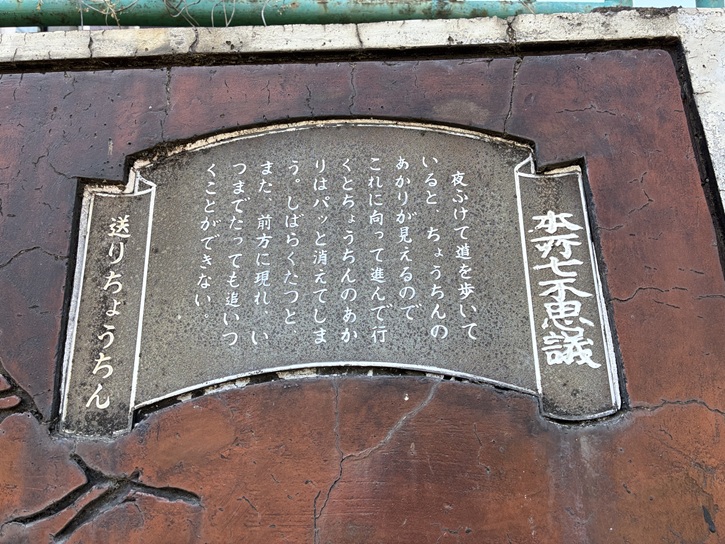 本所七不思議
夜ふけて道を歩いて
いると、ちょうちんの
あかりが見えるので
これに向って進んで行
くとちょうちんのあか
りはパッと消えてしま
う。しばらくたつと
また、前方に現れ、い
つまでたっても追いつ
くことができない。
送りちょうちん